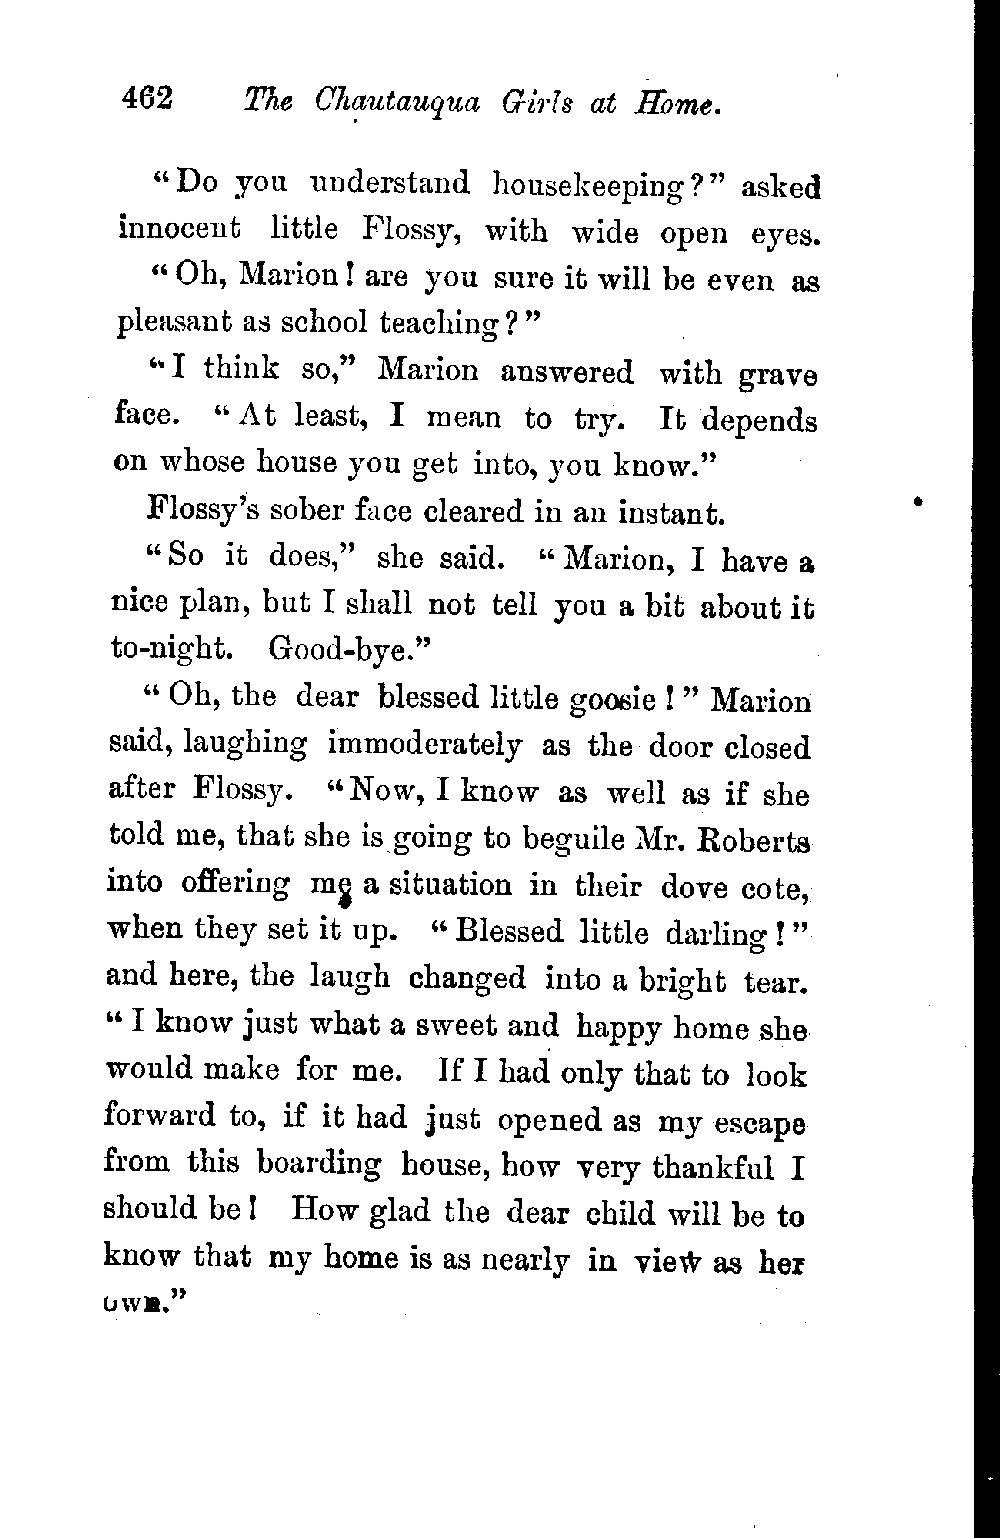 462 The Chautauqua Girls at Home.
“Do you understand housekeeping?” asked
innocent little Flossy, with wide open eyes.
“Oh, Marion! are you sure it will be even as
pleasant as school teaching?”
“I think so,” Marion answered with grave
face. “At least, I mean to try. It depends
on whose house you get into, you know.”
Flossy’s sober face cleared in an instant.
“So it does,” she said. “Marion, I have a
nice plan, but I shall not tell you a bit about it
to-night. Good-bye.”
“Oh, the dear blessed little goosie!” Marion
said, laughing immoderately as the door closed
after Flossy. “Now, I know as well as if she
told me, that she is going to beguile Mr. Roberts
into offering me a situation in their dove cote,
when they set it up. “Blessed little darling!”
and here, the laugh changed into a bright tear.
“I know just what a sweet and happy home she
would make for me. If I had only that to look
forward to, if it had just opened as my escape
from this boarding house, how very thankful I
should be! How glad the dear child will be to
know that my home is as nearly in view as her
own.”